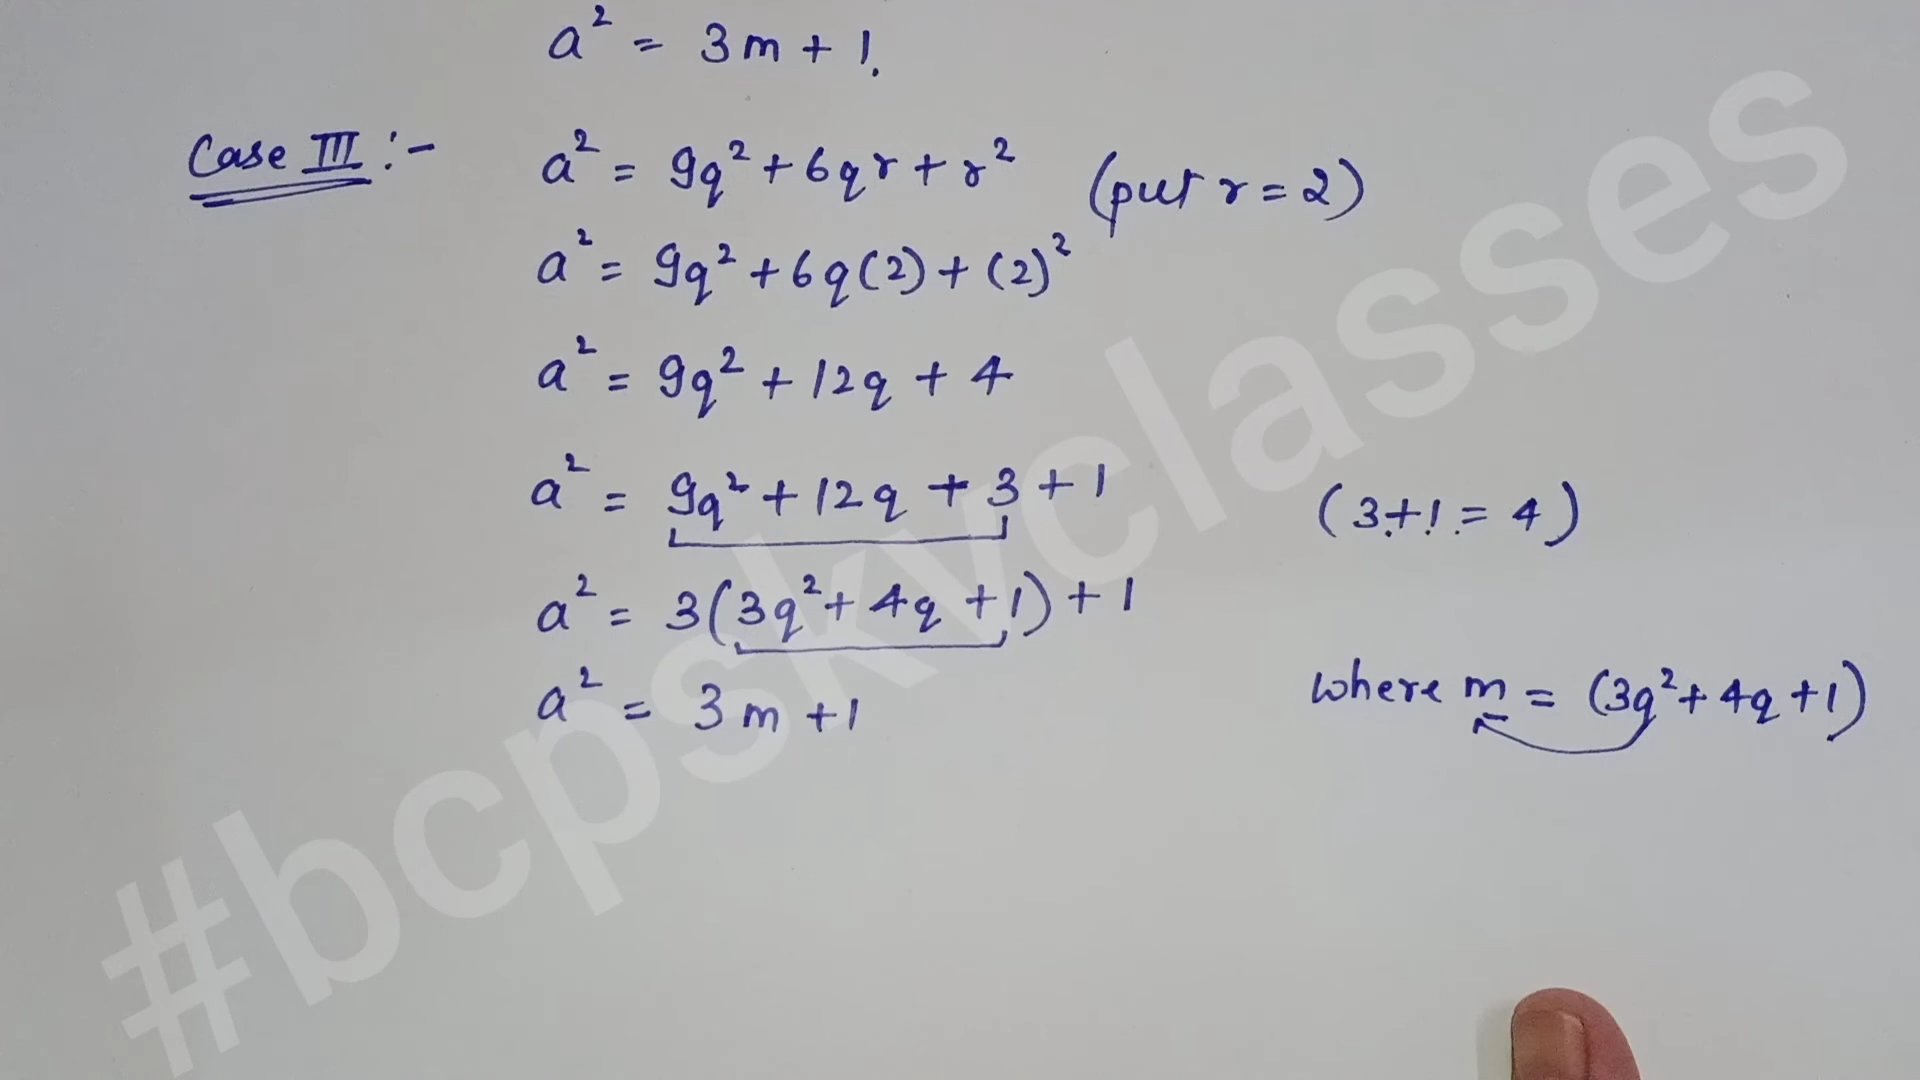 a² = 3m + 1.
Case III :- a² = 9q² + 6qr + r² (put r = 2)
a² = 9q² + 6q(2) + (2)²
a² = 9q² + 12q + 4
a² = 9q² + 12q + 3 + 1 (3+1 = 4)
a² = 3(3q² + 4q + 1) + 1
a² = 3m + 1 where m = (3q² + 4q + 1)
#bcpskvclasses